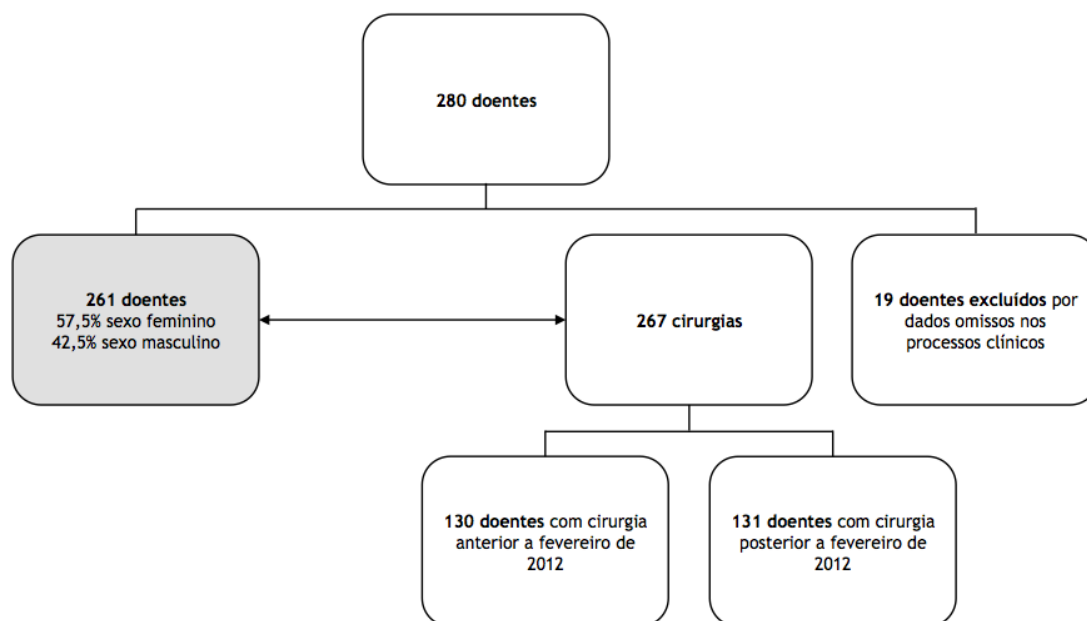 280 doentes
261 doentes
57,5% sexo feminino
42,5% sexo masculino
267 cirurgias
19 doentes excluídos por
dados omissos nos
processos clínicos
130 doentes com cirurgia
anterior a fevereiro de
2012
131 doentes com cirurgia
posterior a fevereiro de
2012